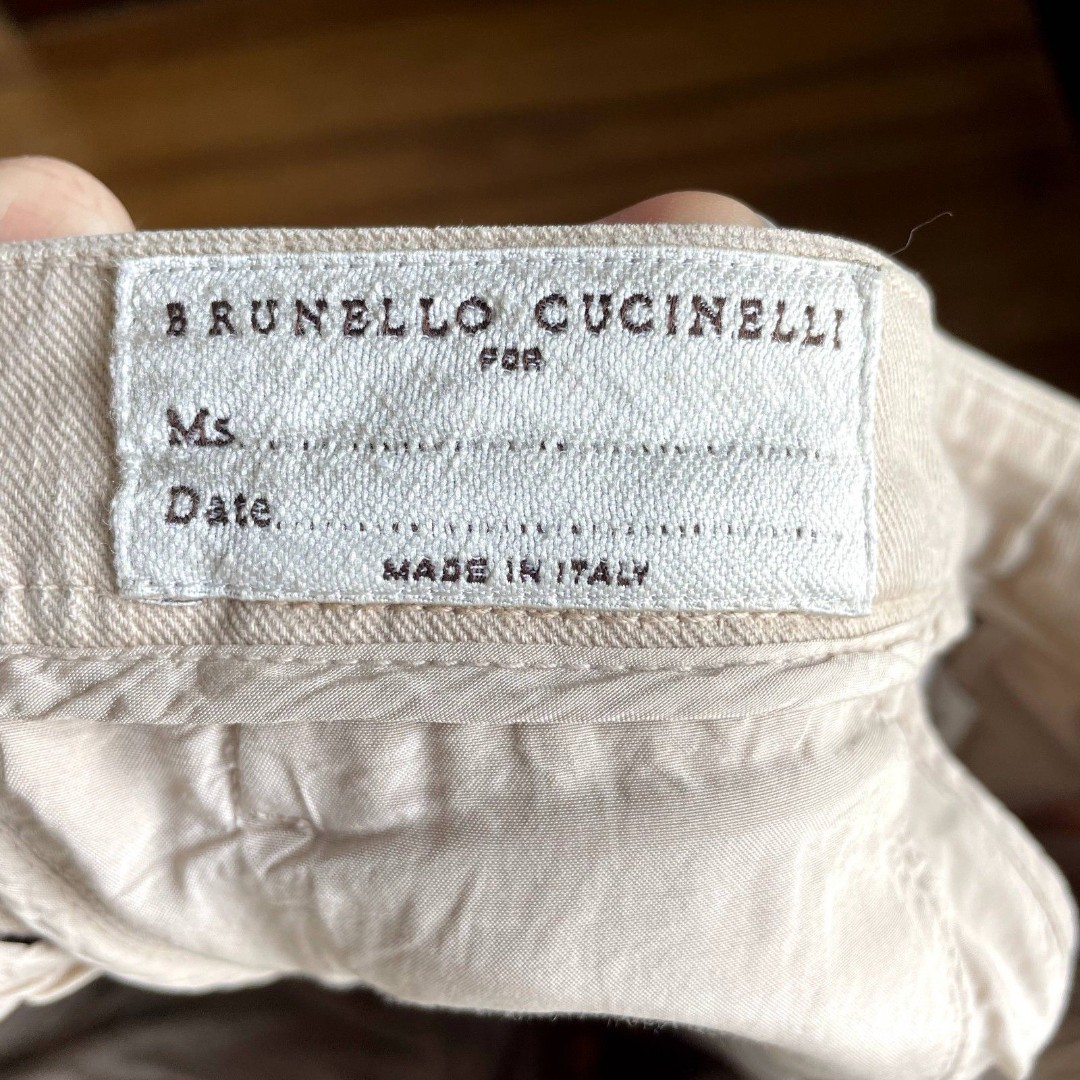 BRUNELLO CUCINELLI
FOR
Ms.............................................
Date...........................................
MADE IN ITALY